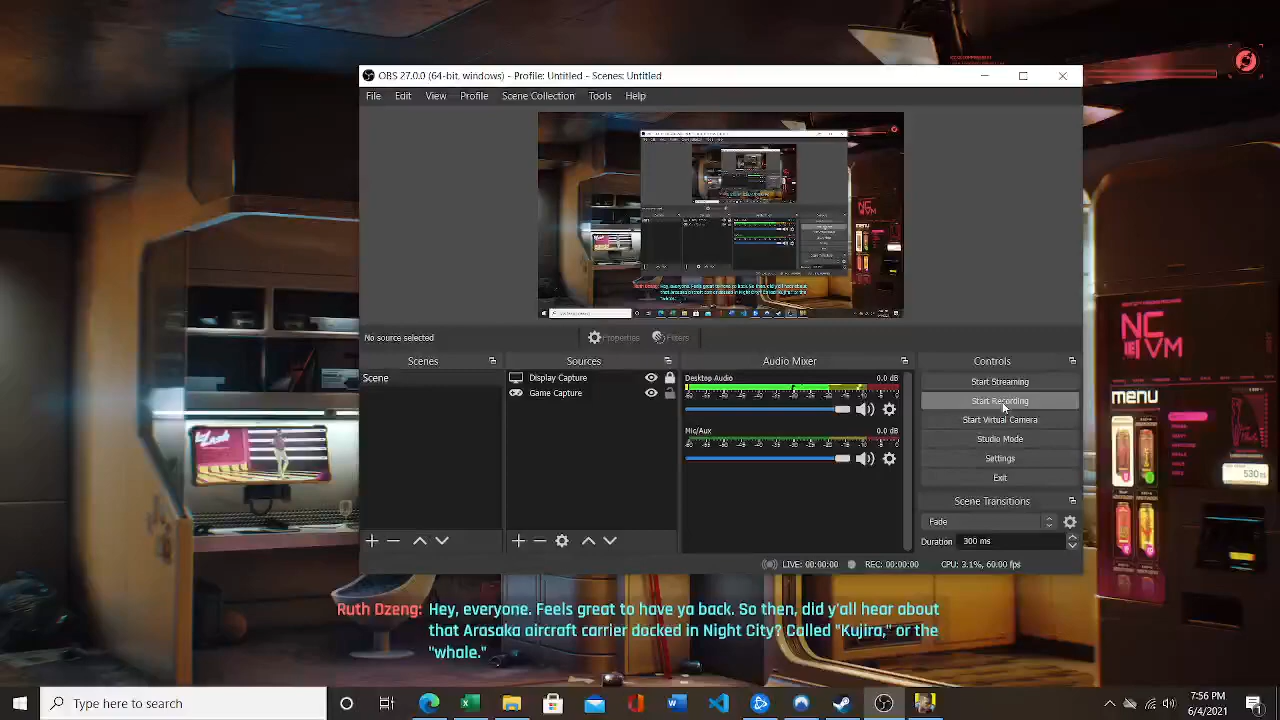 OBS 27.0.0 (64-bit, windows) - Profile: Untitled - Scenes: Untitled
File Edit View Profile Scene Collection Tools Help
No source selected
Properties Filters
Scenes Sources Audio Mixer Controls
Scene
Display Capture
Game Capture
Desktop Audio 0.0 dB
Mic/Aux 0.0 dB
Start Streaming
Start Recording
Start Virtual Camera
Studio Mode
Settings
Exit
Scene Transitions
Fade
Duration 300 ms
LIVE: 00:00:00 REC: 00:00:00 CPU: 3.1%, 60.00 fps
NC
VM
menu
530
Ruth Dzeng: Hey, everyone. Feels great to have ya back. So then, did y'all hear about
that Arasaka aircraft carrier docked in Night City? Called "Kujira," or the
"whale."
Type here to search
7:56 PM
6/4/2021